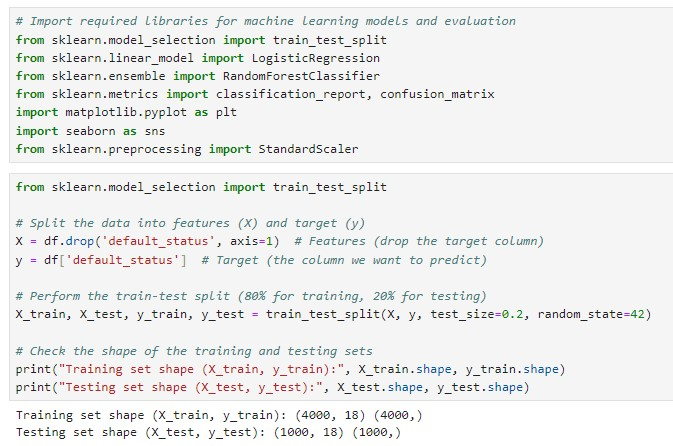 # Import required libraries for machine learning models and evaluation
from sklearn.model_selection import train_test_split
from sklearn.linear_model import LogisticRegression
from sklearn.ensemble import RandomForestClassifier
from sklearn.metrics import classification_report, confusion_matrix
import matplotlib.pyplot as plt
import seaborn as sns
from sklearn.preprocessing import StandardScaler
from sklearn.model_selection import train_test_split
# Split the data into features (X) and target (y)
X = df.drop('default_status', axis=1)  # Features (drop the target column)
y = df['default_status']  # Target (the column we want to predict)
# Perform the train-test split (80% for training, 20% for testing)
X_train, X_test, y_train, y_test = train_test_split(X, y, test_size=0.2, random_state=42)
# Check the shape of the training and testing sets
print("Training set shape (X_train, y_train):", X_train.shape, y_train.shape)
print("Testing set shape (X_test, y_test):", X_test.shape, y_test.shape)
Training set shape (X_train, y_train): (4000, 18) (4000,)
Testing set shape (X_test, y_test): (1000, 18) (1000,)